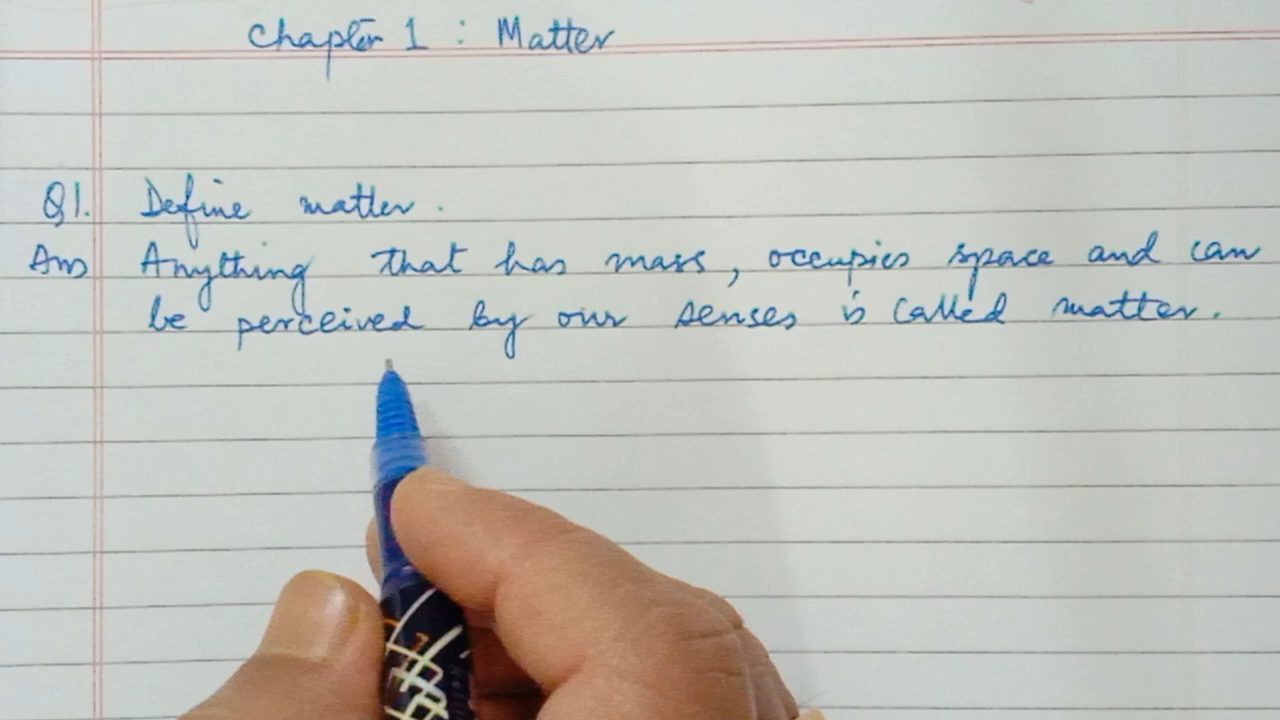 Chapter 1 : Matter
Q1. Define matter.
Ans Anything that has mass, occupies space and can
be perceived by our senses is called matter.